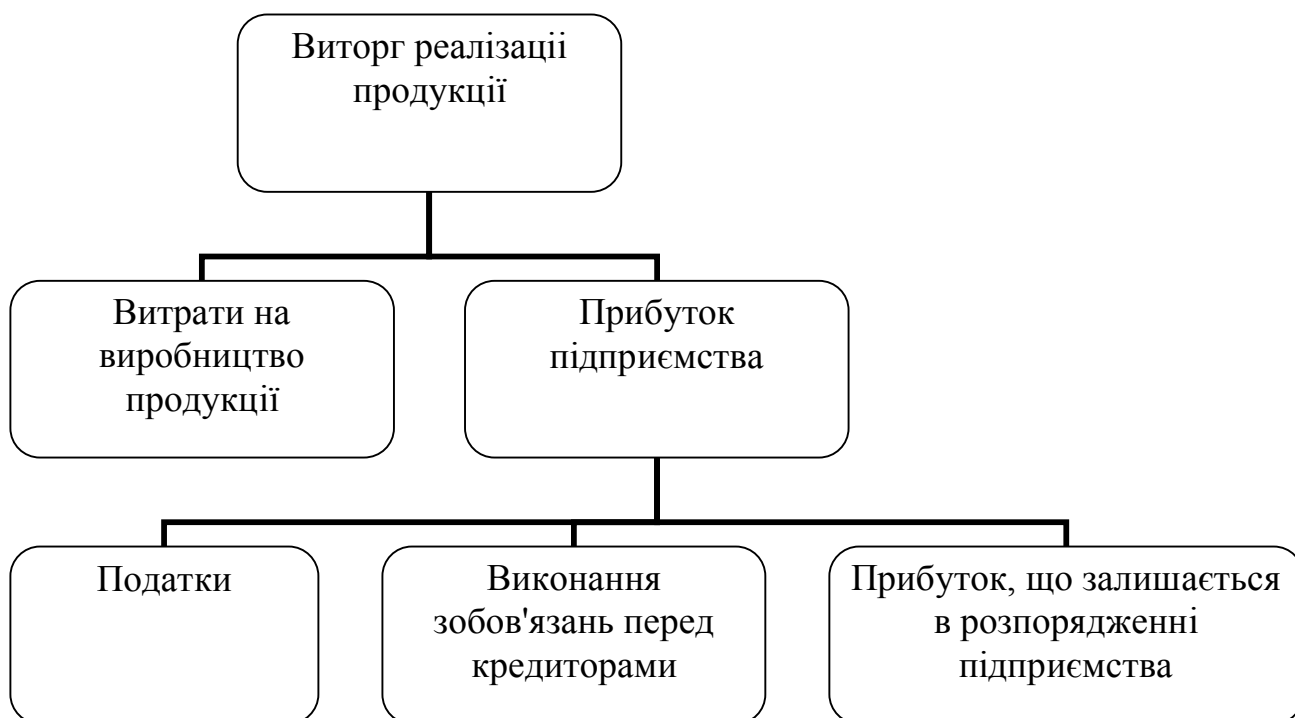 Виторг реалізаціі
продукції
Витрати на
виробництво
продукції
Прибуток
підприємства
Податки
Виконання
зобов'язань перед
кредиторами
Прибуток, що залишається
в розпорядженні
підприємства